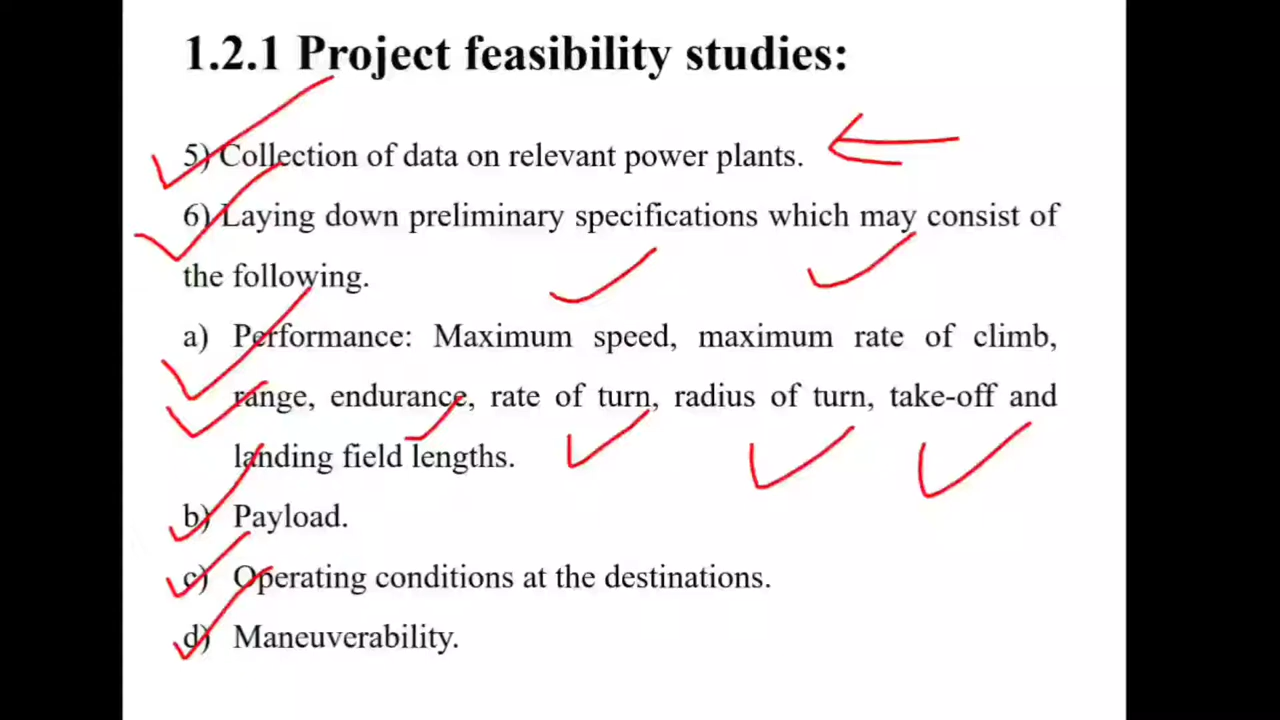 1.2.1 Project feasibility studies:
5) Collection of data on relevant power plants.
6) Laying down preliminary specifications which may consist of
the following.
a) Performance: Maximum speed, maximum rate of climb,
range, endurance, rate of turn, radius of turn, take-off and
landing field lengths.
b) Payload.
c) Operating conditions at the destinations.
d) Maneuverability.